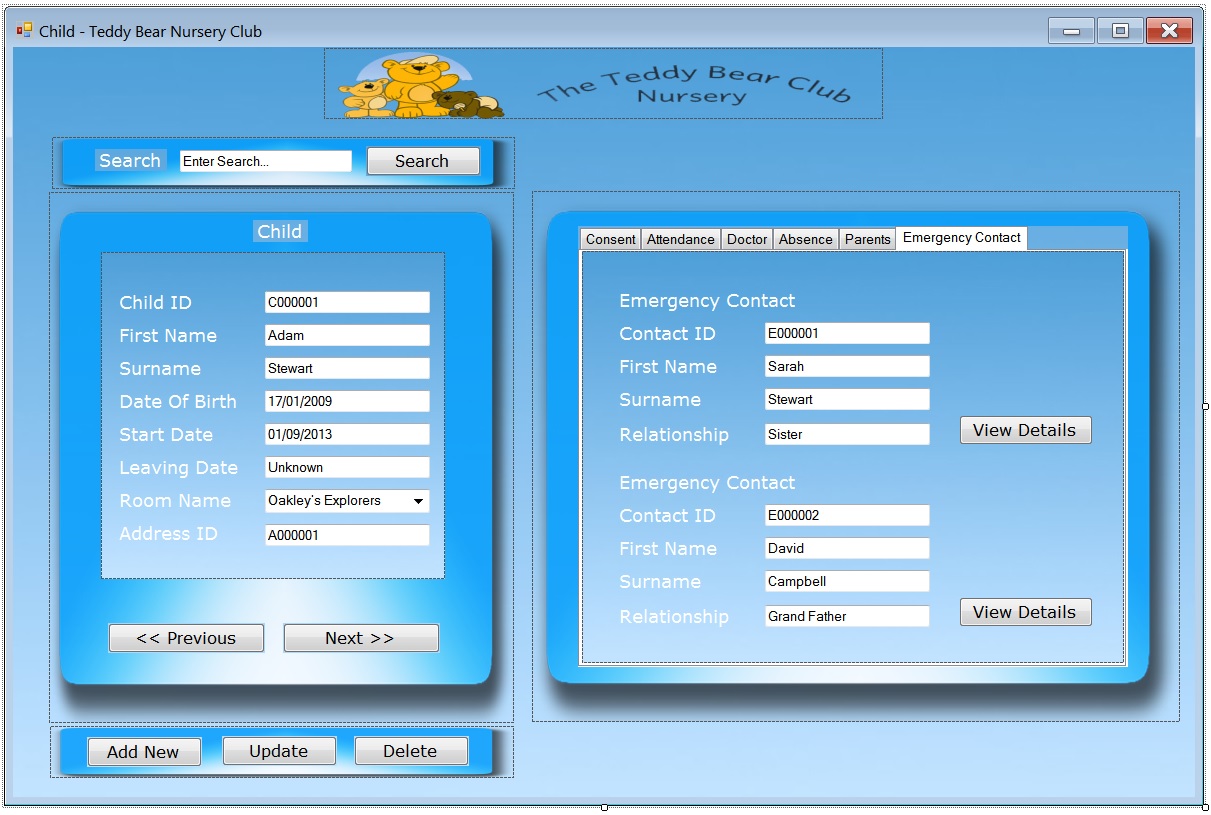 Child - Teddy Bear Nursery Club
The Teddy Bear Club
Nursery
Search Enter Search... Search
Child
Child ID C000001
First Name Adam
Surname Stewart
Date Of Birth 17/01/2009
Start Date 01/09/2013
Leaving Date Unknown
Room Name Oakley's Explorers
Address ID A000001
<< Previous Next >>
Add New Update Delete
Consent Attendance Doctor Absence Parents Emergency Contact
Emergency Contact
Contact ID E000001
First Name Sarah
Surname Stewart
Relationship Sister View Details
Emergency Contact
Contact ID E000002
First Name David
Surname Campbell
Relationship Grand Father View Details